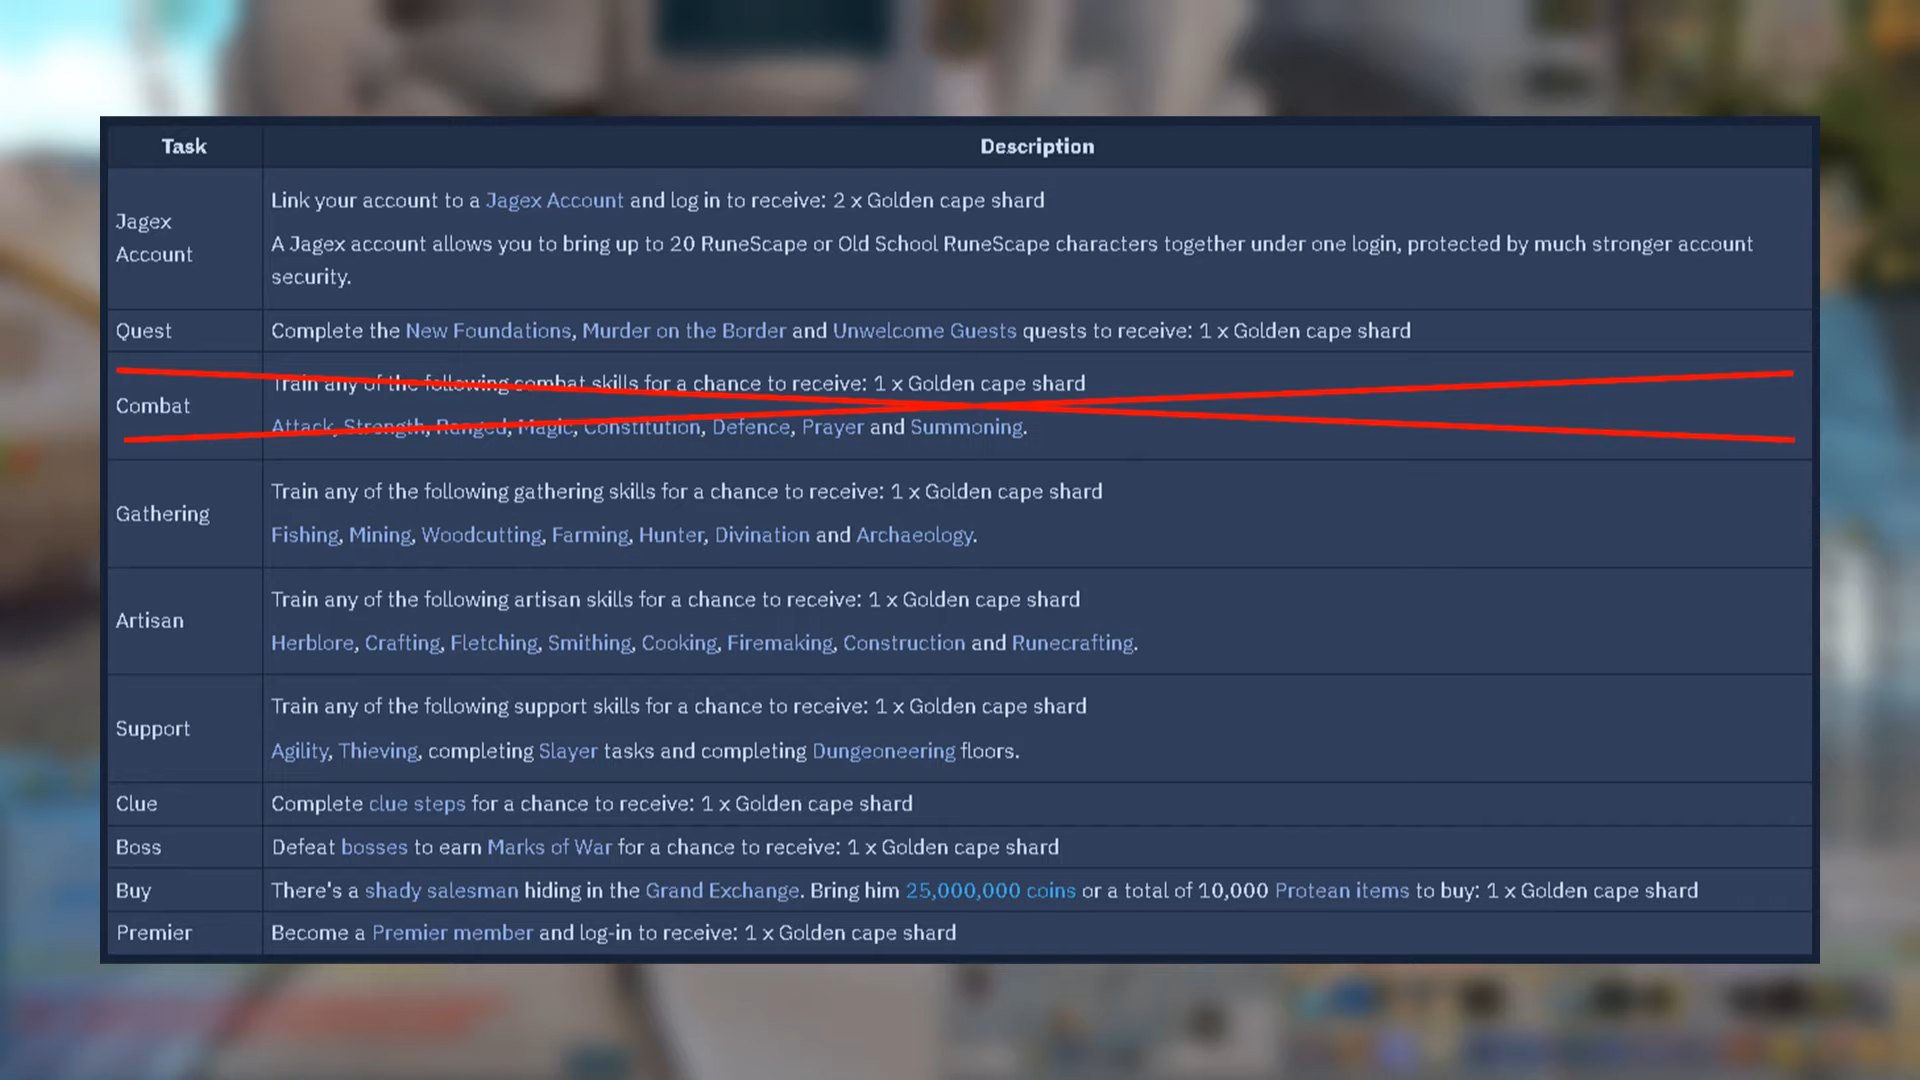 Task
Description
Jagex
Account
Link your account to a Jagex Account and log in to receive: 2 x Golden cape shard
A Jagex account allows you to bring up to 20 RuneScape or Old School RuneScape characters together under one login, protected by much stronger account
security.
Quest
Complete the New Foundations, Murder on the Border and Unwelcome Guests quests to receive: 1 x Golden cape shard
Combat
Train any of the following combat skills for a chance to receive: 1 x Golden cape shard
Attack, Strength, Ranged, Magic, Constitution, Defence, Prayer and Summoning.
Gathering
Train any of the following gathering skills for a chance to receive: 1 x Golden cape shard
Fishing, Mining, Woodcutting, Farming, Hunter, Divination and Archaeology.
Artisan
Train any of the following artisan skills for a chance to receive: 1 x Golden cape shard
Herblore, Crafting, Fletching, Smithing, Cooking, Firemaking, Construction and Runecrafting.
Support
Train any of the following support skills for a chance to receive: 1 x Golden cape shard
Agility, Thieving, completing Slayer tasks and completing Dungeoneering floors.
Clue
Complete clue steps for a chance to receive: 1 x Golden cape shard
Boss
Defeat bosses to earn Marks of War for a chance to receive: 1 x Golden cape shard
Buy
There's a shady salesman hiding in the Grand Exchange. Bring him 25,000,000 coins or a total of 10,000 Protean items to buy: 1 x Golden cape shard
Premier
Become a Premier member and log-in to receive: 1 x Golden cape shard